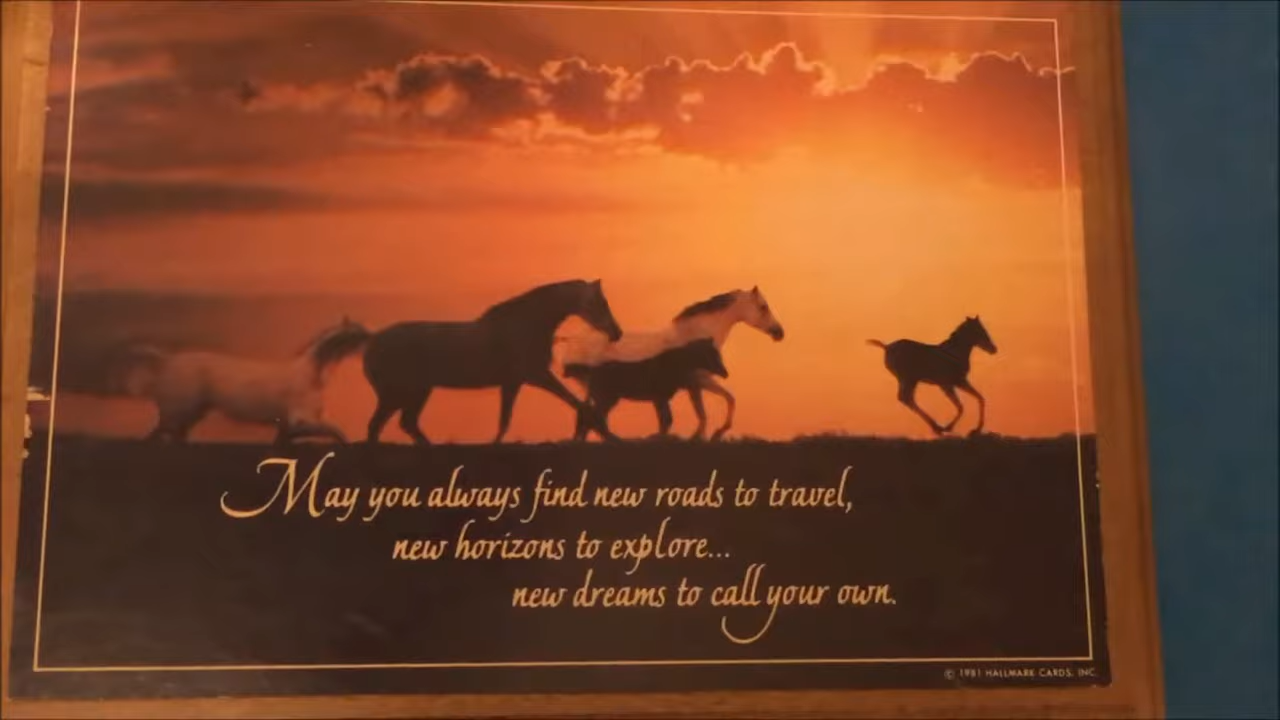 May you always find new roads to travel,
new horizons to explore...
new dreams to call your own.
© 1981 HALLMARK CARDS, INC.